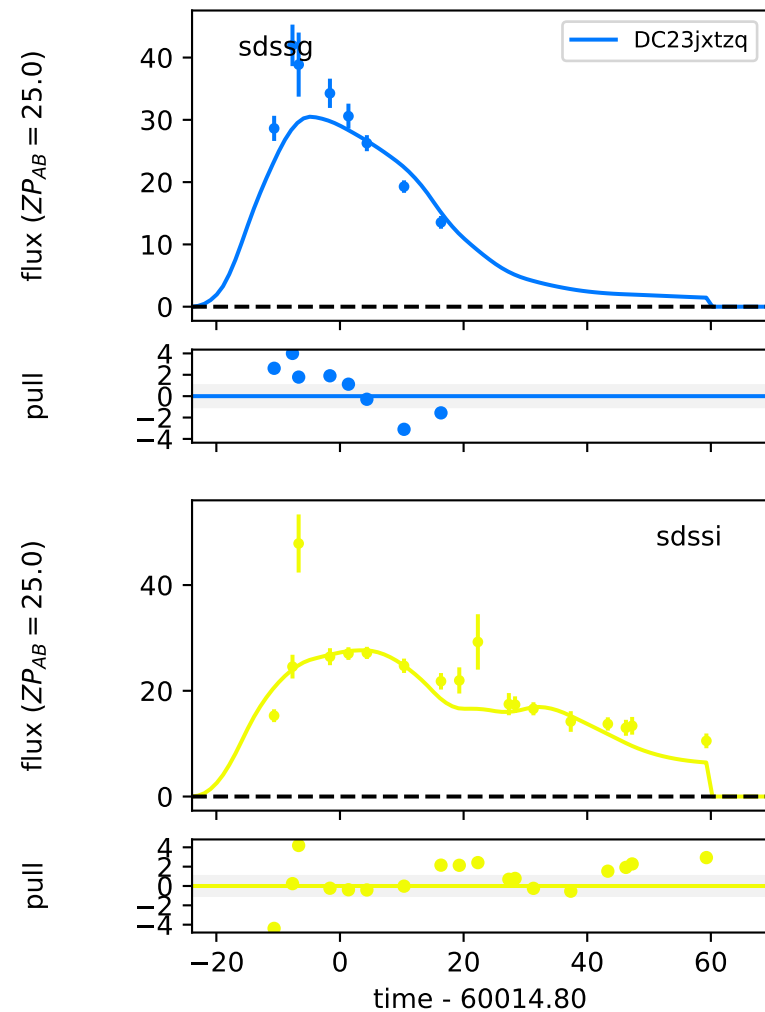 sdssg
DC23jxtzq
flux (ZP_AB = 25.0)
40
30
20
10
0
pull
4
2
0
−2
−4
sdssi
flux (ZP_AB = 25.0)
40
20
0
pull
4
2
0
−2
−4
−20 0 20 40 60
time - 60014.80